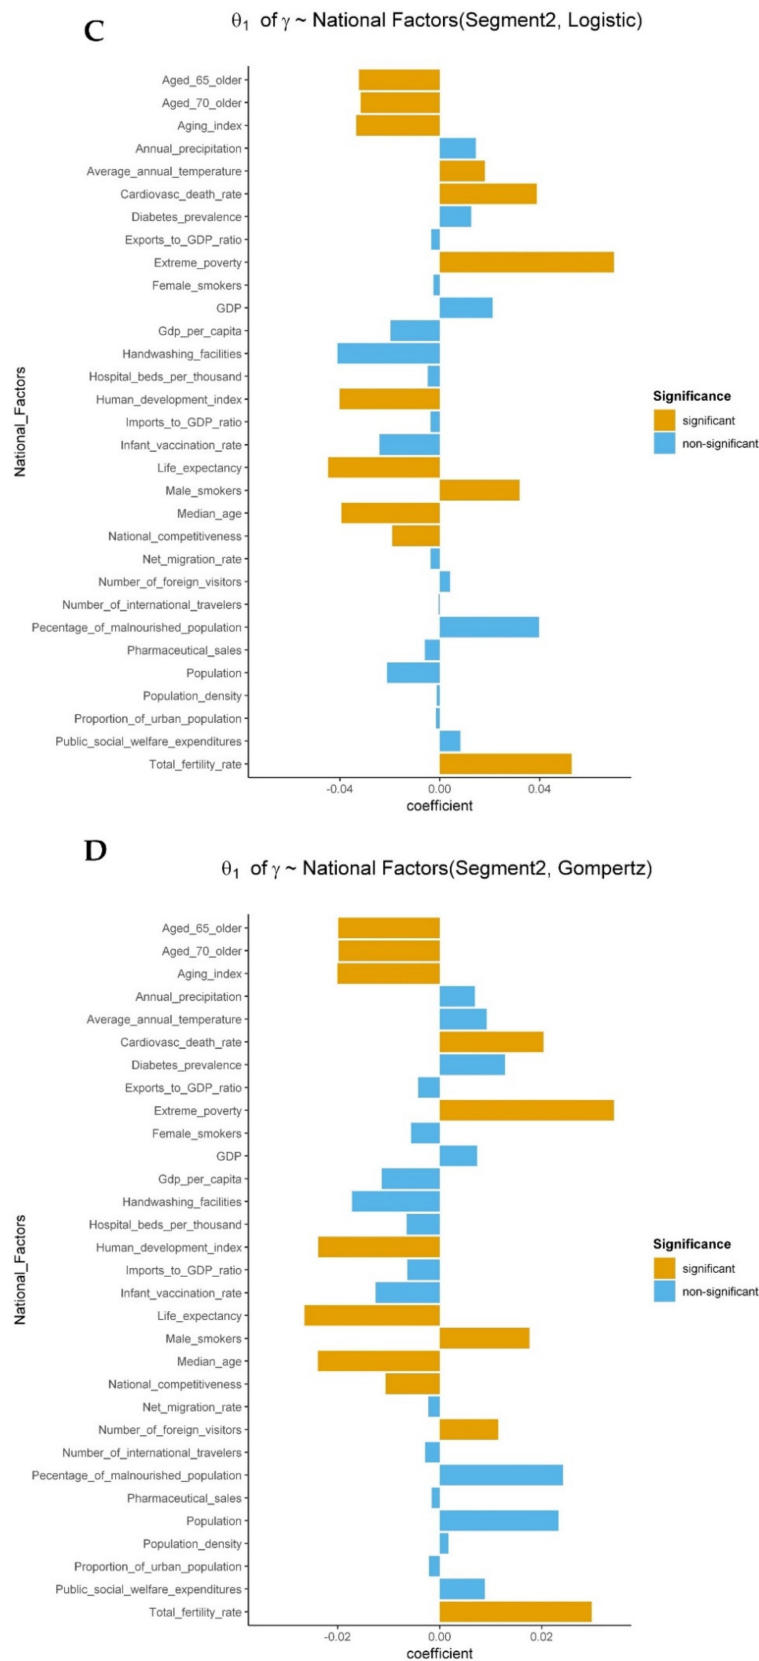 C
θ1 of γ ~ National Factors(Segment2, Logistic)
Aged_65_older
Aged_70_older
Aging_index
Annual_precipitation
Average_annual_temperature
Cardiovasc_death_rate
Diabetes_prevalence
Exports_to_GDP_ratio
Extreme_poverty
Female_smokers
GDP
Gdp_per_capita
Handwashing_facilities
Hospital_beds_per_thousand
Human_development_index
Imports_to_GDP_ratio
Infant_vaccination_rate
Life_expectancy
Male_smokers
Median_age
National_competitiveness
Net_migration_rate
Number_of_foreign_visitors
Number_of_international_travelers
Pecentage_of_malnourished_population
Pharmaceutical_sales
Population
Population_density
Proportion_of_urban_population
Public_social_welfare_expenditures
Total_fertility_rate
National_Factors
-0.04 0.00 0.04
coefficient
Significance
significant
non-significant
D
θ1 of γ ~ National Factors(Segment2, Gompertz)
Aged_65_older
Aged_70_older
Aging_index
Annual_precipitation
Average_annual_temperature
Cardiovasc_death_rate
Diabetes_prevalence
Exports_to_GDP_ratio
Extreme_poverty
Female_smokers
GDP
Gdp_per_capita
Handwashing_facilities
Hospital_beds_per_thousand
Human_development_index
Imports_to_GDP_ratio
Infant_vaccination_rate
Life_expectancy
Male_smokers
Median_age
National_competitiveness
Net_migration_rate
Number_of_foreign_visitors
Number_of_international_travelers
Pecentage_of_malnourished_population
Pharmaceutical_sales
Population
Population_density
Proportion_of_urban_population
Public_social_welfare_expenditures
Total_fertility_rate
National_Factors
-0.02 0.00 0.02
coefficient
Significance
significant
non-significant